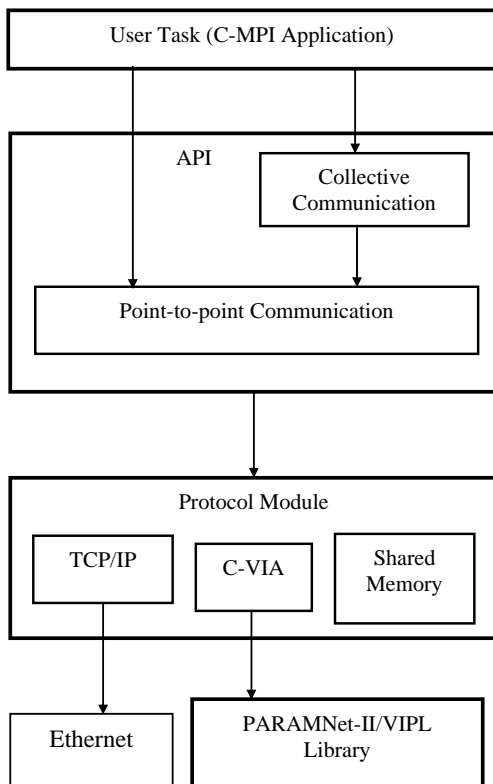 User Task (C-MPI Application)
API
Collective
Communication
Point-to-point Communication
Protocol Module
TCP/IP
C-VIA
Shared
Memory
Ethernet
PARAMNet-II/VIPL
Library